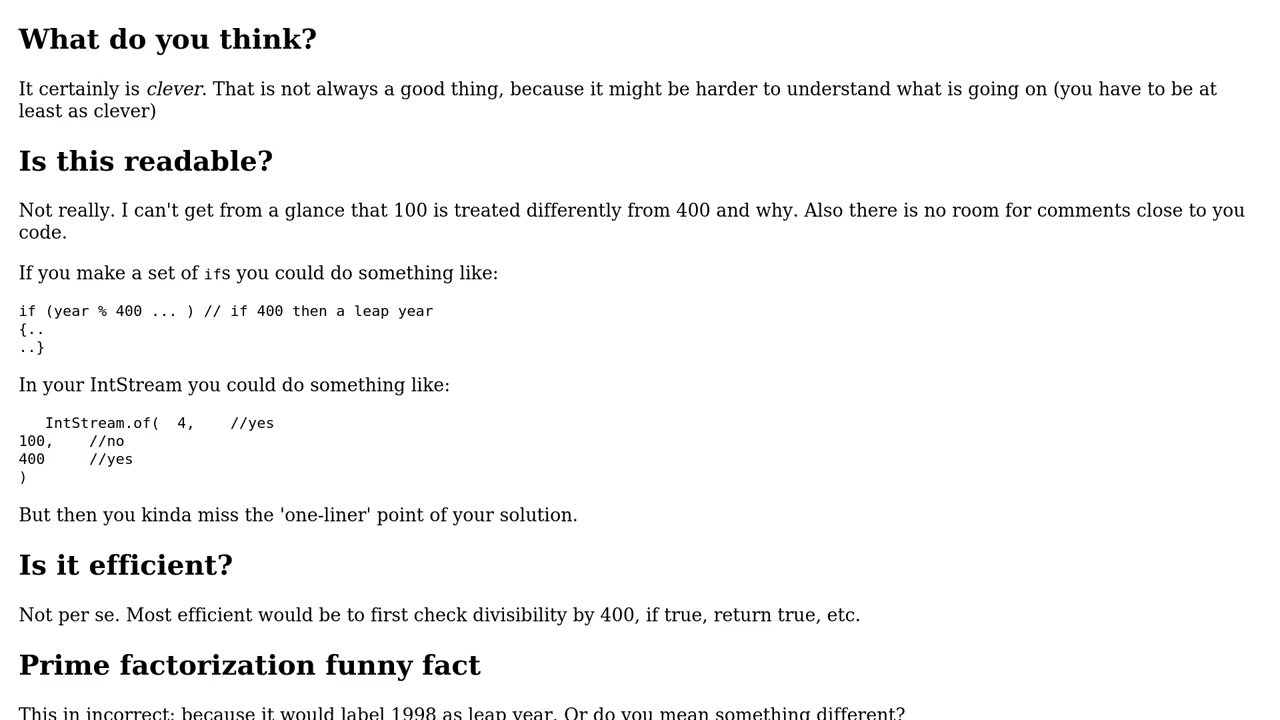 What do you think?
It certainly is clever. That is not always a good thing, because it might be harder to understand what is going on (you have to be at
least as clever)
Is this readable?
Not really. I can't get from a glance that 100 is treated differently from 400 and why. Also there is no room for comments close to you
code.
If you make a set of ifs you could do something like:
if (year % 400 ... ) // if 400 then a leap year
{..
..}
In your IntStream you could do something like:
   IntStream.of(  4,    //yes
100,    //no
400     //yes
)
But then you kinda miss the 'one-liner' point of your solution.
Is it efficient?
Not per se. Most efficient would be to first check divisibility by 400, if true, return true, etc.
Prime factorization funny fact
This in incorrect: because it would label 1998 as leap year. Or do you mean something different?